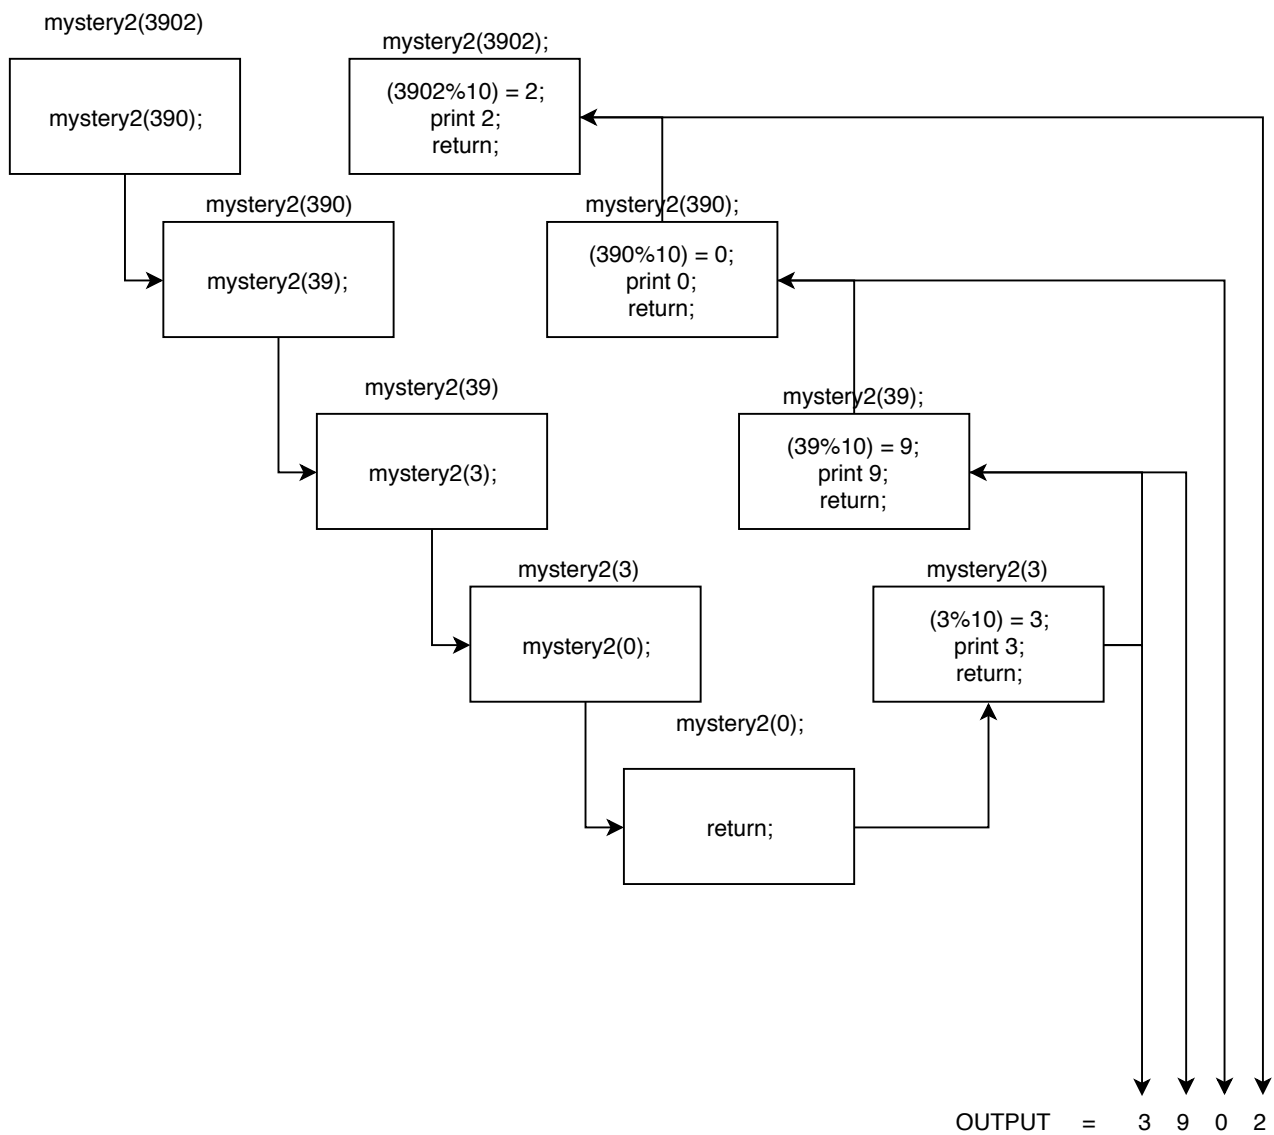 mystery2(3902)
mystery2(390);
mystery2(3902);
(3902%10) = 2;
print 2;
return;
mystery2(390)
mystery2(39);
mystery2(390);
(390%10) = 0;
print 0;
return;
mystery2(39)
mystery2(3);
mystery2(39);
(39%10) = 9;
print 9;
return;
mystery2(3)
mystery2(0);
mystery2(3)
(3%10) = 3;
print 3;
return;
mystery2(0);
return;
OUTPUT = 3 9 0 2